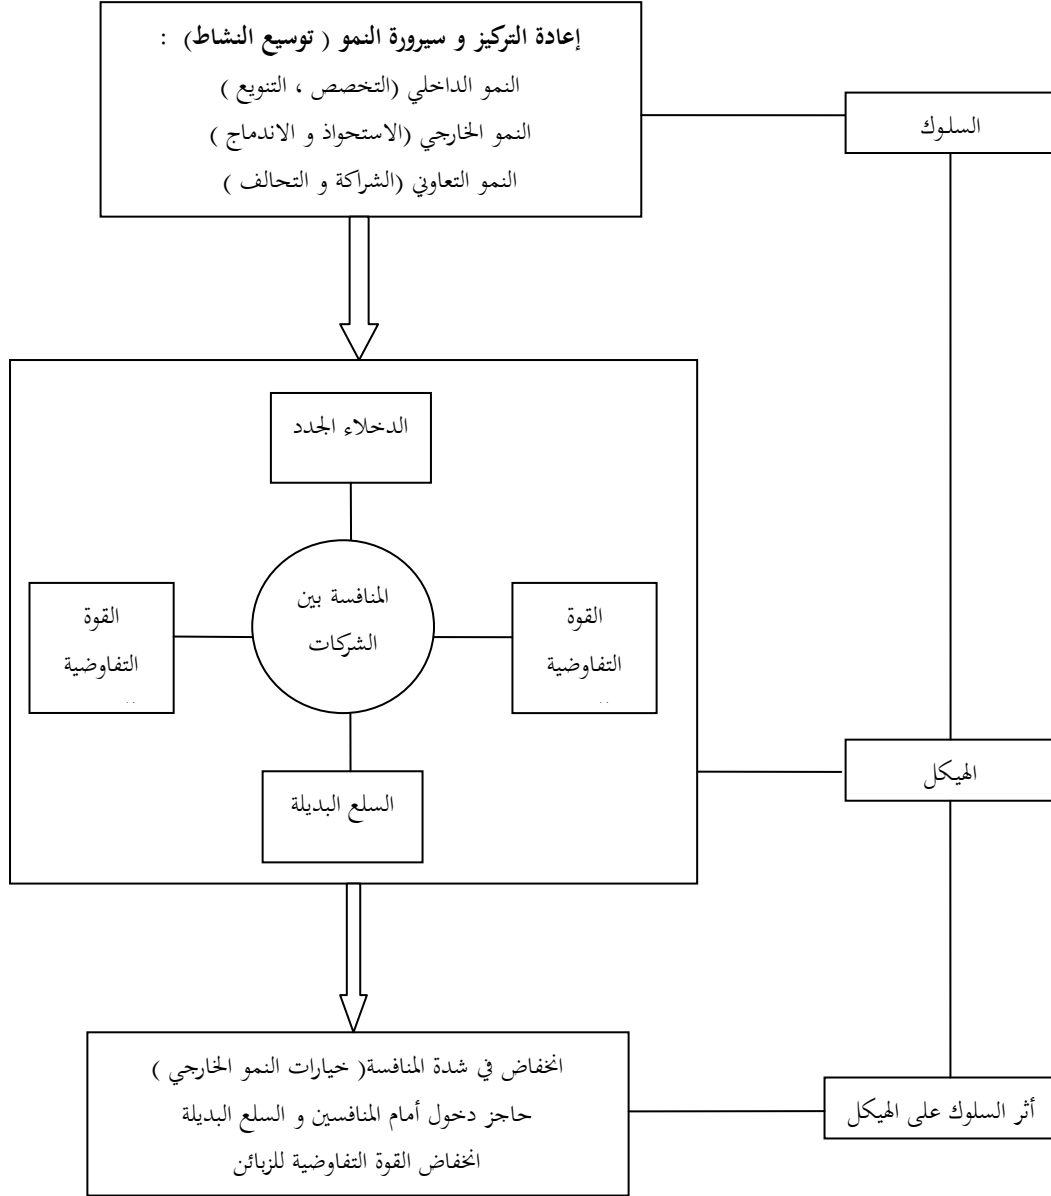 إعادة التركيز و سيرورة النمو ( توسيع النشاط) :
النمو الداخلي (التخصص ، التنويع )
النمو الخارجي (الاستحواذ و الاندماج )
النمو التعاوني (الشراكة و التحالف )
السلوك
الدخلاء الجدد
المنافسة بين
الشركات
القوة
التفاوضية
القوة
التفاوضية
السلع البديلة
الهيكل
انخفاض في شدة المنافسة( خيارات النمو الخارجي )
حاجز دخول أمام المنافسين و السلع البديلة
انخفاض القوة التفاوضية للزبائن
أثر السلوك على الهيكل